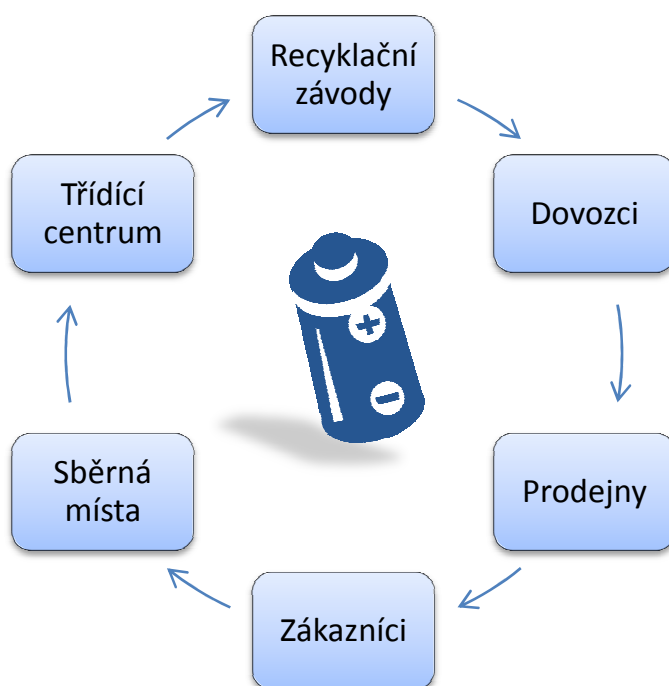 Recyklační
závody
Dovozci
Prodejny
Zákazníci
Sběrná
místa
Třídící
centrum